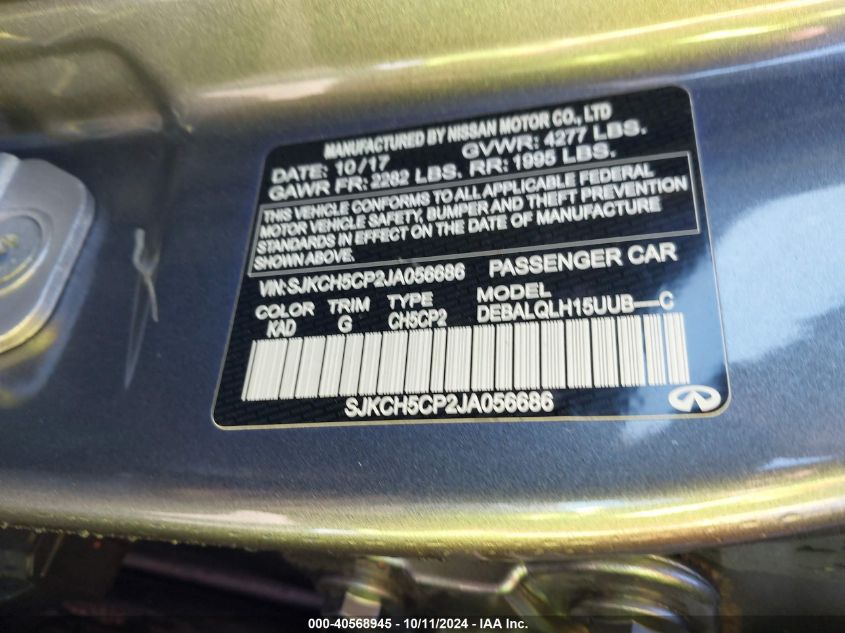 MANUFACTURED BY NISSAN MOTOR CO., LTD
DATE: 10/17 GVWR: 4277 LBS.
GAWR FR: 2282 LBS. RR: 1995 LBS.
THIS VEHICLE CONFORMS TO ALL APPLICABLE FEDERAL
MOTOR VEHICLE SAFETY, BUMPER AND THEFT PREVENTION
STANDARDS IN EFFECT ON THE DATE OF MANUFACTURE
SHOWN ABOVE.
VIN: SJKCH5CP2JA056686 PASSENGER CAR
COLOR TRIM TYPE MODEL
KAD G CH5CP2 DEBALQLH15UUB—C
SJKCH5CP2JA056686
000-40568945 - 10/11/2024 - IAA Inc.